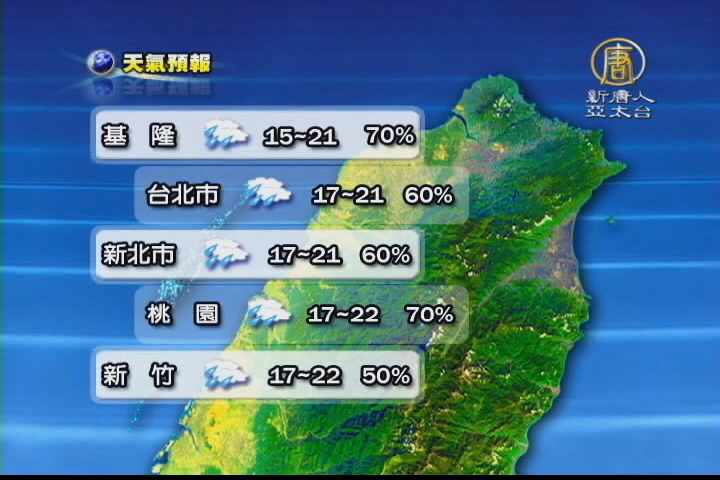 天氣預報
唐
新唐人
亞太台
基 隆 15~21 70%
台北市 17~21 60%
新北市 17~21 60%
桃 園 17~22 70%
新 竹 17~22 50%